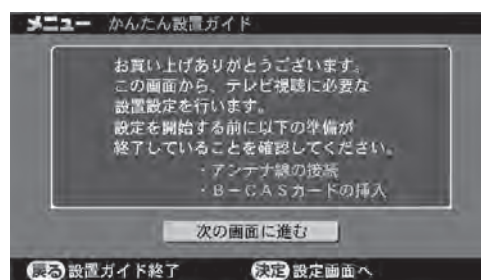 メニュー かんたん設置ガイド
お買い上げありがとうございます。
この画面から、テレビ視聴に必要な
設置設定を行います。
設定を開始する前に以下の準備が
終了していることを確認してください。
・アンテナ線の接続
・B－CASカードの挿入
次の画面に進む
戻る 設置ガイド終了 決定 設定画面へ